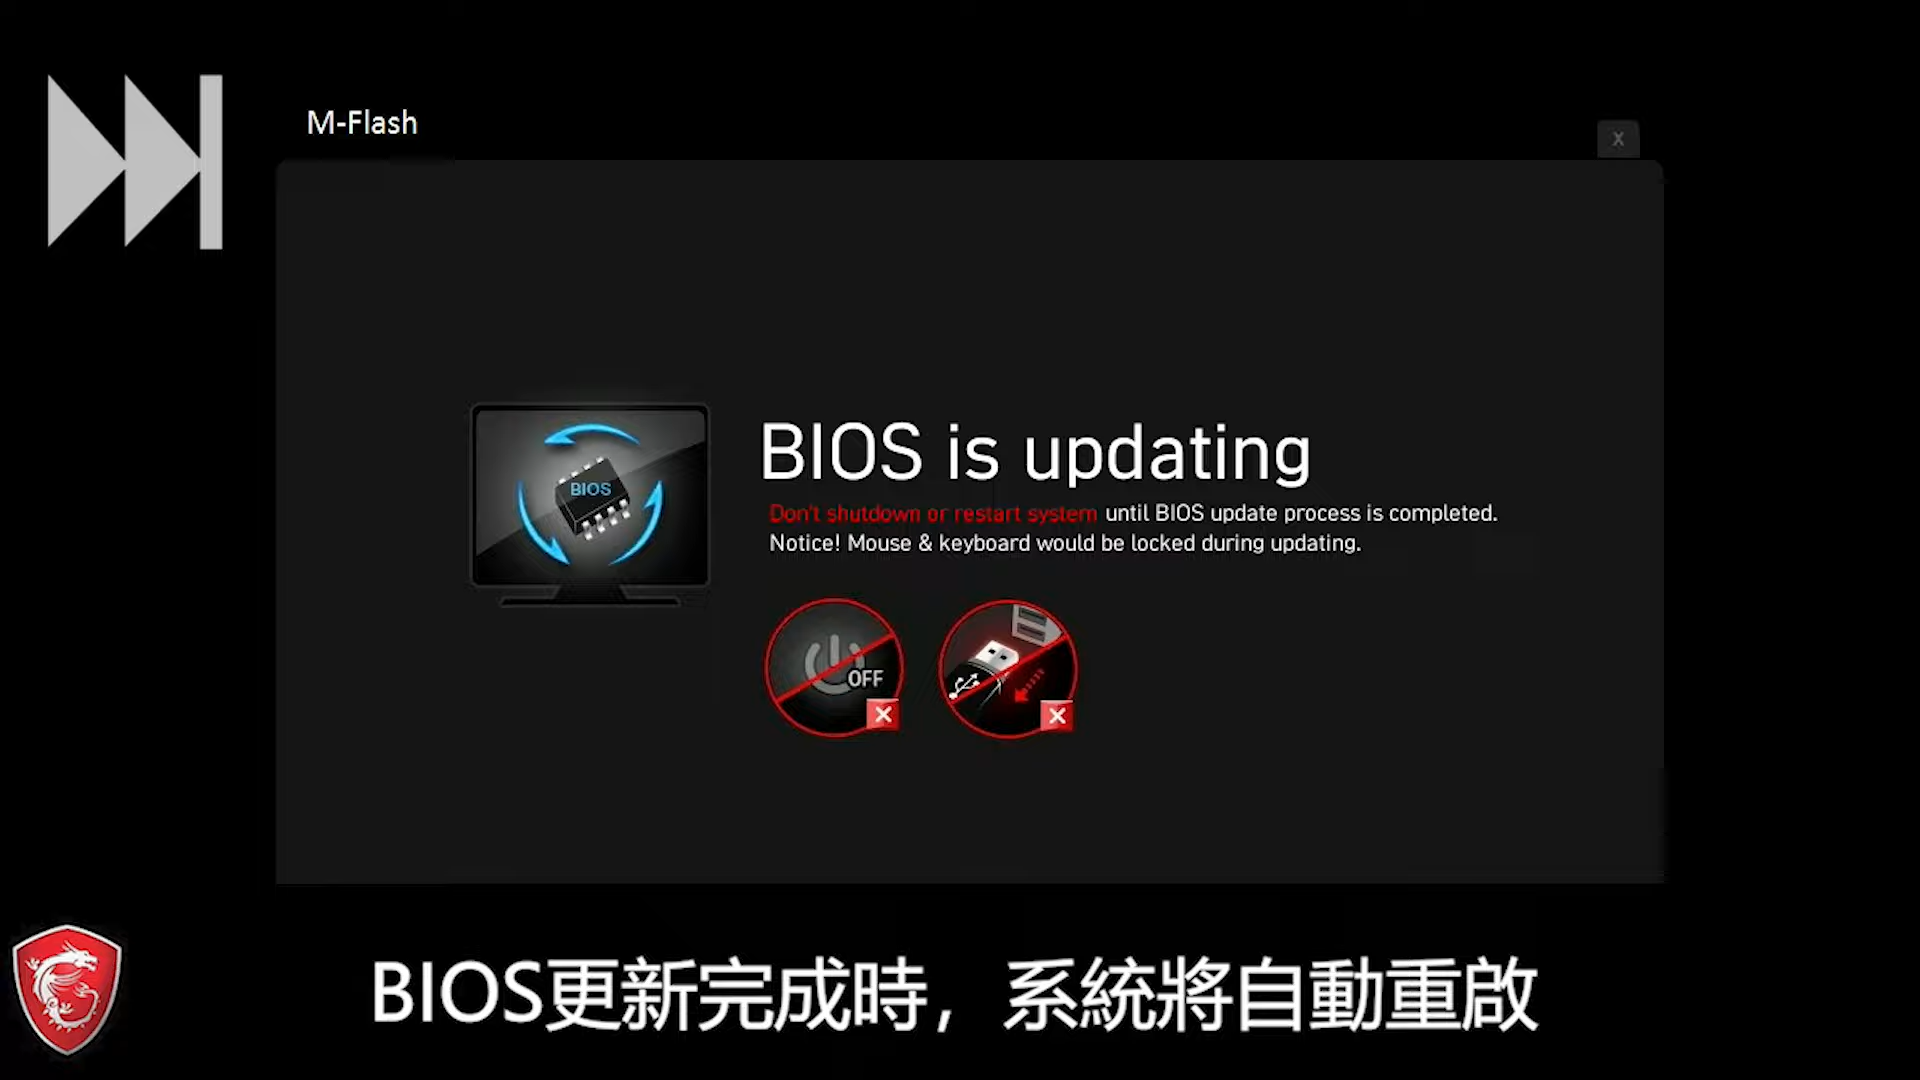 M-Flash
X
BIOS
BIOS is updating
Don't shutdown or restart system until BIOS update process is completed.
Notice! Mouse & keyboard would be locked during updating.
OFF
BIOS更新完成時，系統將自動重啟